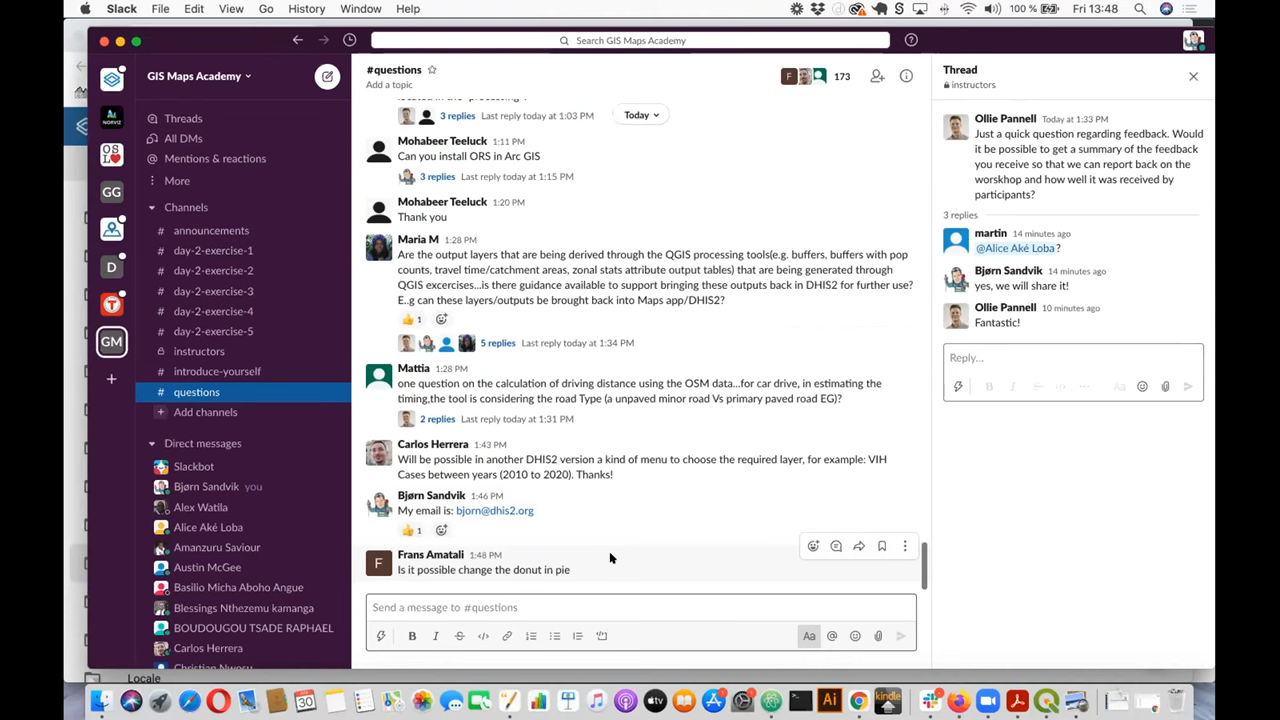 Slack File Edit View Go History Window Help
100 % Fri 13:48
Search GIS Maps Academy
GIS Maps Academy
Threads
All DMs
Mentions & reactions
More
Channels
# announcements
# day-2-exercise-1
# day-2-exercise-2
# day-2-exercise-3
# day-2-exercise-4
# day-2-exercise-5
instructors
# introduce-yourself
# questions
+ Add channels
Direct messages
Slackbot
Bjørn Sandvik you
Alex Watila
Alice Aké Loba
Amanzuru Saviour
Austin McGee
Basilio Micha Aboho Angue
Blessings Nthezemu kamanga
BOUDOUGOU TSADE RAPHAEL
Carlos Herrera
Christian Nwosu
GG
D
GM
#questions
Add a topic
F 173
3 replies Last reply today at 1:03 PM
Today
Mohabeer Teeluck 1:11 PM
Can you install ORS in Arc GIS
3 replies Last reply today at 1:15 PM
Mohabeer Teeluck 1:20 PM
Thank you
Maria M 1:28 PM
Are the output layers that are being derived through the QGIS processing tools(e.g. buffers, buffers with pop
counts, travel time/catchment areas, zonal stats attribute output tables) that are being generated through
QGIS excercises...is there guidance available to support bringing these outputs back in DHIS2 for further use?
E..g can these layers/outputs be brought back into Maps app/DHIS2?
1
5 replies Last reply today at 1:34 PM
Mattia 1:28 PM
one question on the calculation of driving distance using the OSM data...for car drive, in estimating the
timing,the tool is considering the road Type (a unpaved minor road Vs primary paved road EG)?
2 replies Last reply today at 1:31 PM
Carlos Herrera 1:43 PM
Will be possible in another DHIS2 version a kind of menu to choose the required layer, for example: VIH
Cases between years (2010 to 2020). Thanks!
Bjørn Sandvik 1:46 PM
My email is: bjorn@dhis2.org
1
F
Frans Amatali 1:48 PM
Is it possible change the donut in pie
Send a message to #questions
B I S Aa @
Thread
instructors
Ollie Pannell Today at 1:33 PM
Just a quick question regarding feedback. Would
it be possible to get a summary of the feedback
you receive so that we can report back on the
worskhop and how well it was received by
participants?
3 replies
martin 14 minutes ago
@Alice Aké Loba ?
Bjørn Sandvik 14 minutes ago
yes, we will share it!
Ollie Pannell 10 minutes ago
Fantastic!
Reply...
B I S Aa
Locale
30
tv
Ai
kindle